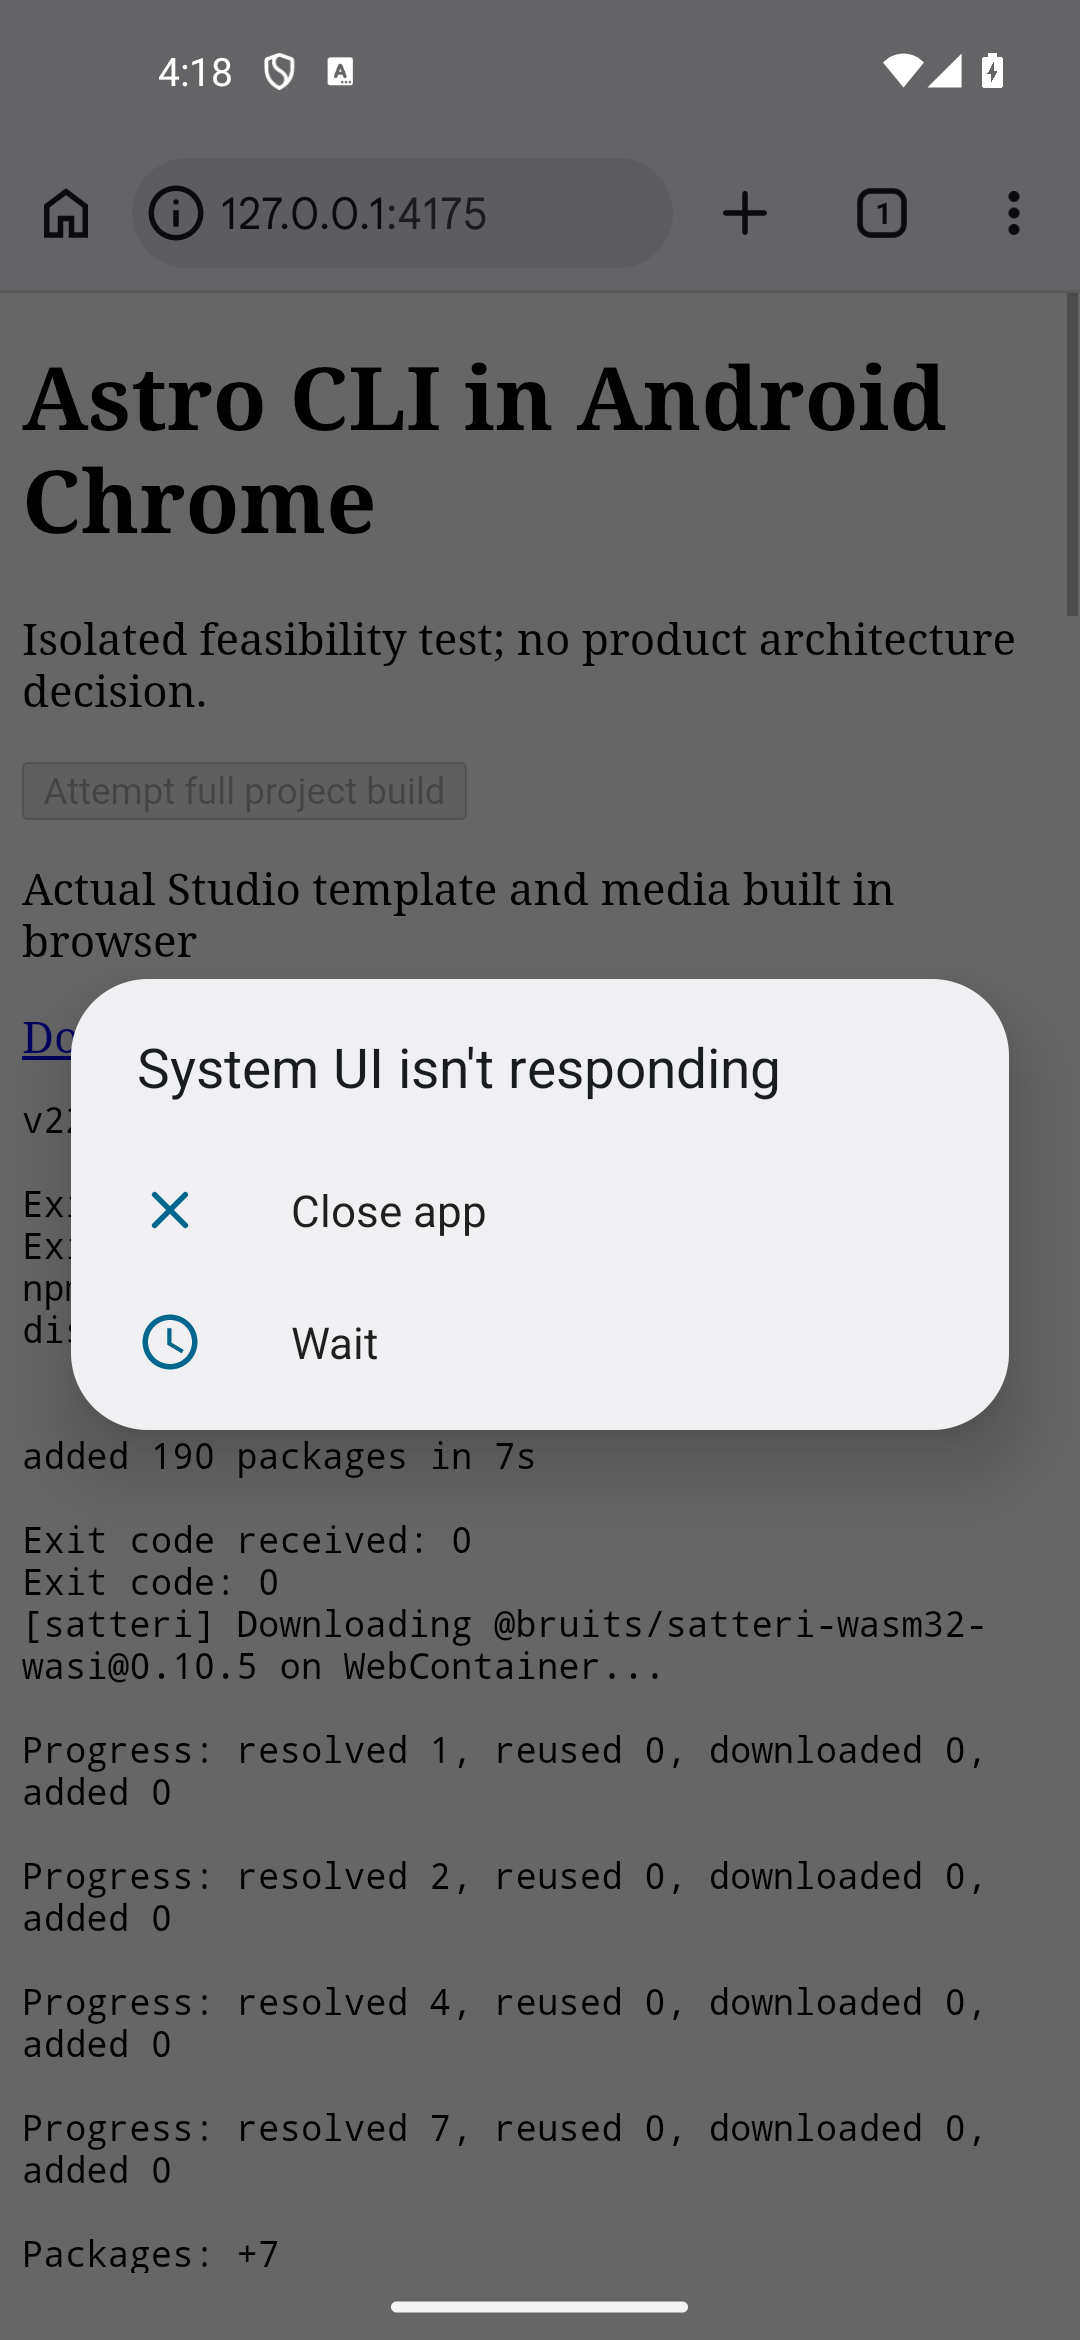 4:18
127.0.0.1:4175
1
Astro CLI in Android
Chrome
Isolated feasibility test; no product architecture
decision.
Attempt full project build
Actual Studio template and media built in
browser
System UI isn't responding
Close app
Wait
added 190 packages in 7s
Exit code received: 0
Exit code: 0
[satteri] Downloading @bruits/satteri-wasm32-
wasi@0.10.5 on WebContainer...
Progress: resolved 1, reused 0, downloaded 0,
added 0
Progress: resolved 2, reused 0, downloaded 0,
added 0
Progress: resolved 4, reused 0, downloaded 0,
added 0
Progress: resolved 7, reused 0, downloaded 0,
added 0
Packages: +7